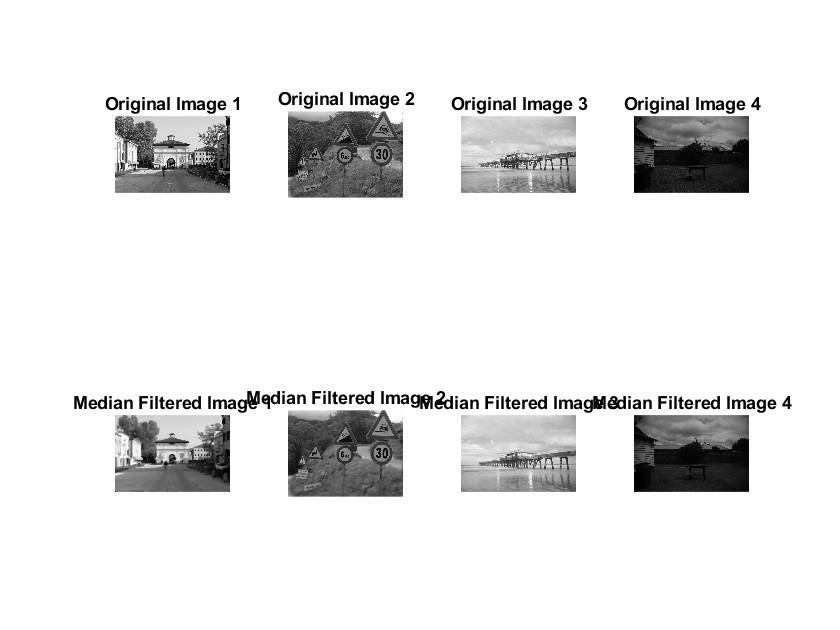 Original Image 1
Original Image 2
Original Image 3
Original Image 4
30
Median Filtered Image 1
Median Filtered Image 2
Median Filtered Image 3
Median Filtered Image 4
30